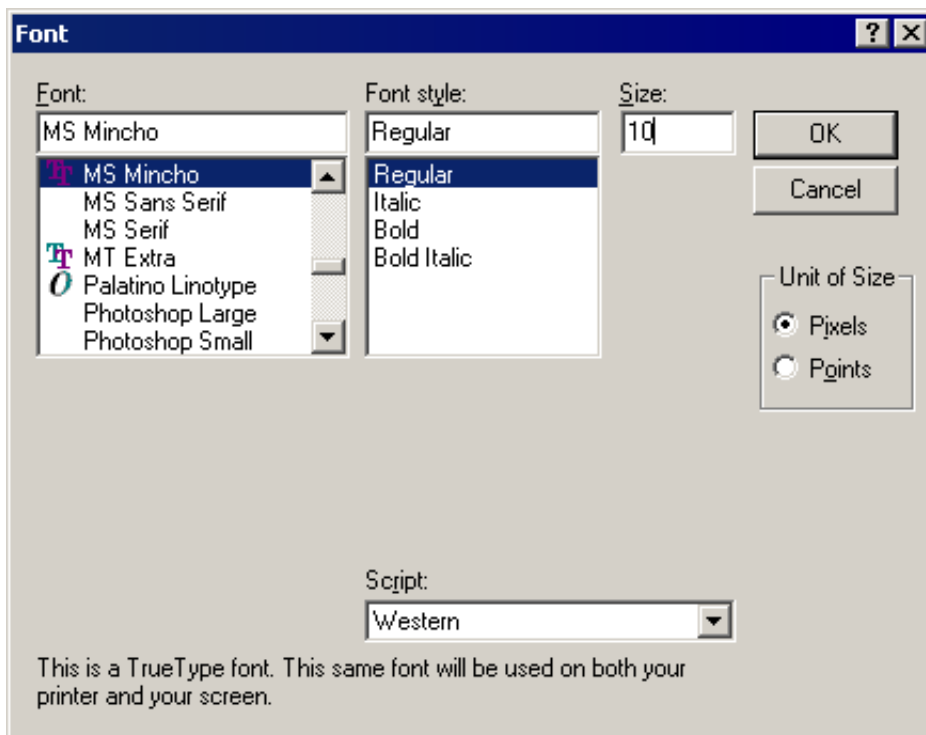 Font
Font:
MS Mincho
MS Mincho
MS Sans Serif
MS Serif
MT Extra
Palatino Linotype
Photoshop Large
Photoshop Small
Font style:
Regular
Regular
Italic
Bold
Bold Italic
Size:
10
OK
Cancel
Unit of Size
Pixels
Points
Script:
Western
This is a TrueType font. This same font will be used on both your
printer and your screen.